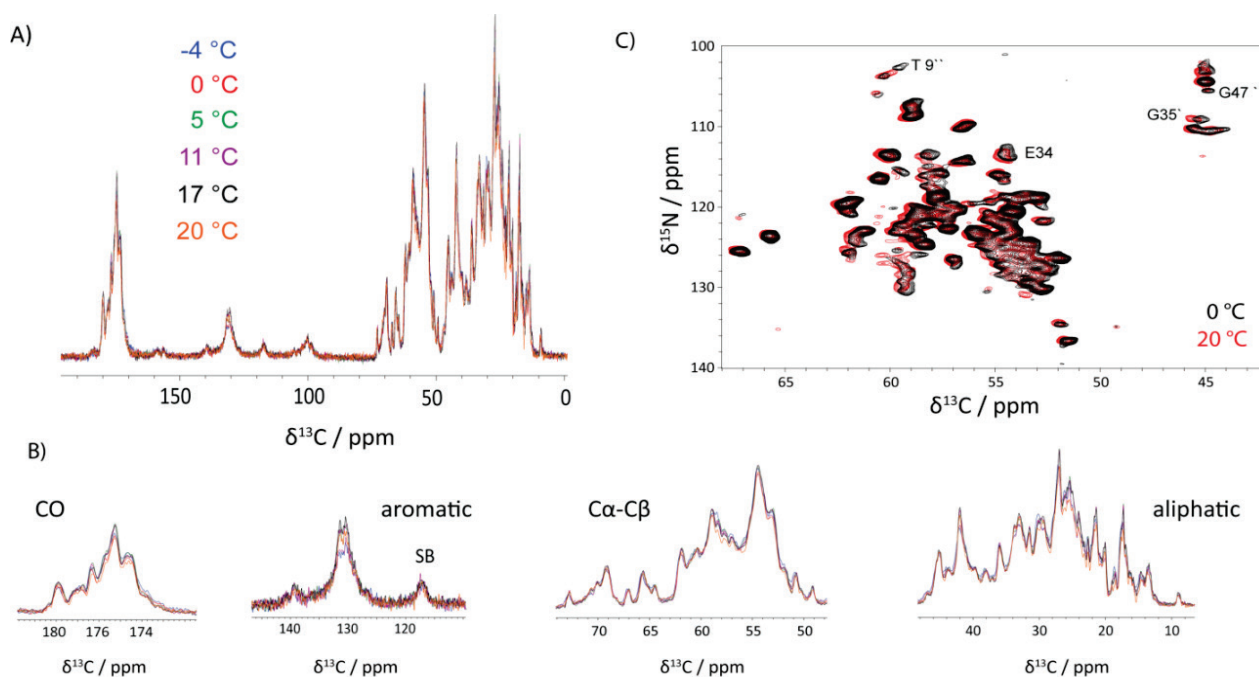 A)
-4 °C
0 °C
5 °C
11 °C
17 °C
20 °C
150 100 50 0
δ¹³C / ppm
C)
100
110
120
130
140
δ¹⁵N / ppm
T 9``
G47 `
G35`
E34
0 °C
20 °C
65 60 55 50 45
δ¹³C / ppm
B)
CO
180 176 174
δ¹³C / ppm
aromatic
SB
140 130 120
δ¹³C / ppm
Cα-Cβ
70 65 60 55 50
δ¹³C / ppm
aliphatic
40 30 20 10
δ¹³C / ppm